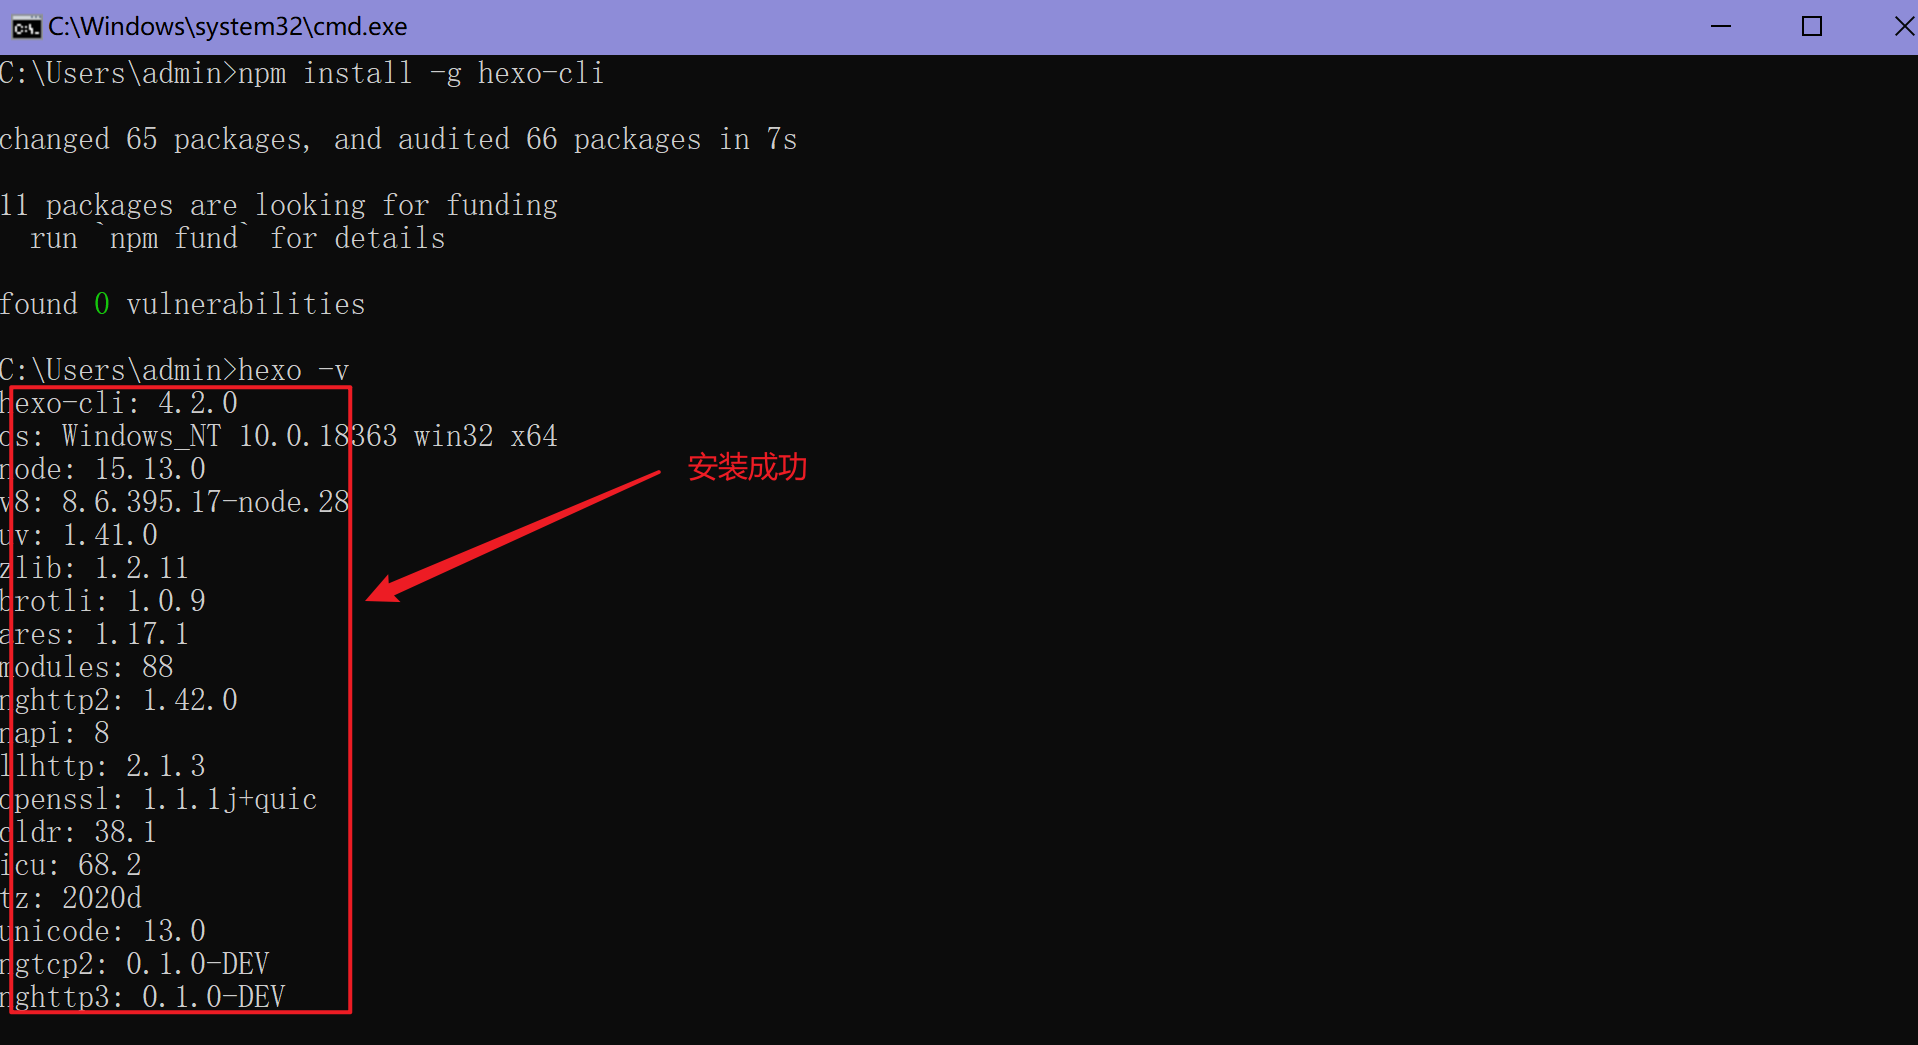 C:\Windows\system32\cmd.exe
C:\Users\admin>npm install -g hexo-cli
changed 65 packages, and audited 66 packages in 7s
11 packages are looking for funding
run `npm fund` for details
found 0 vulnerabilities
C:\Users\admin>hexo -v
hexo-cli: 4.2.0
os: Windows_NT 10.0.18363 win32 x64
node: 15.13.0
安装成功
v8: 8.6.395.17-node.28
uv: 1.41.0
zlib: 1.2.11
brotli: 1.0.9
ares: 1.17.1
modules: 88
nghttp2: 1.42.0
napi: 8
llhttp: 2.1.3
openssl: 1.1.1j+quic
cldr: 38.1
icu: 68.2
tz: 2020d
unicode: 13.0
ngtcp2: 0.1.0-DEV
nghttp3: 0.1.0-DEV